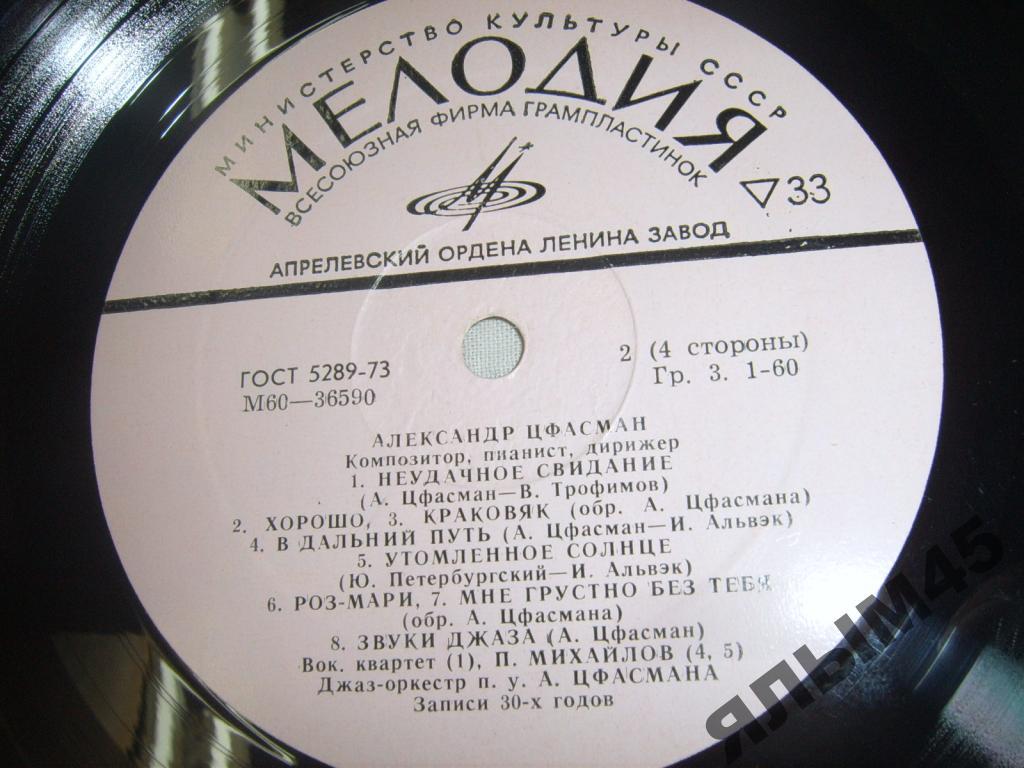 МИНИСТЕРСТВО КУЛЬТУРЫ СССР
МЕЛОДИЯ
ВСЕСОЮЗНАЯ ФИРМА ГРАМПЛАСТИНОК
▽33
АПРЕЛЕВСКИЙ ОРДЕНА ЛЕНИНА ЗАВОД
ГОСТ 5289-73
М60—36590
2 (4 стороны)
Гр. 3. 1-60
АЛЕКСАНДР ЦФАСМАН
Композитор, пианист, дирижер
1. НЕУДАЧНОЕ СВИДАНИЕ
(А. Цфасман—В. Трофимов)
2. ХОРОШО, 3. КРАКОВЯК (обр. А. Цфасмана)
4. В ДАЛЬНИЙ ПУТЬ (А. Цфасман—И. Альвэк)
5. УТОМЛЕННОЕ СОЛНЦЕ
(Ю. Петербургский—И. Альвэк)
6. РОЗ-МАРИ, 7. МНЕ ГРУСТНО БЕЗ ТЕБЯ
(обр. А. Цфасмана)
8. ЗВУКИ ДЖАЗА (А. Цфасман)
Вок. квартет (1), П. МИХАЙЛОВ (4, 5)
Джаз-оркестр п. у. А. ЦФАСМАНА
Записи 30-х годов
ЯЛЫМ45